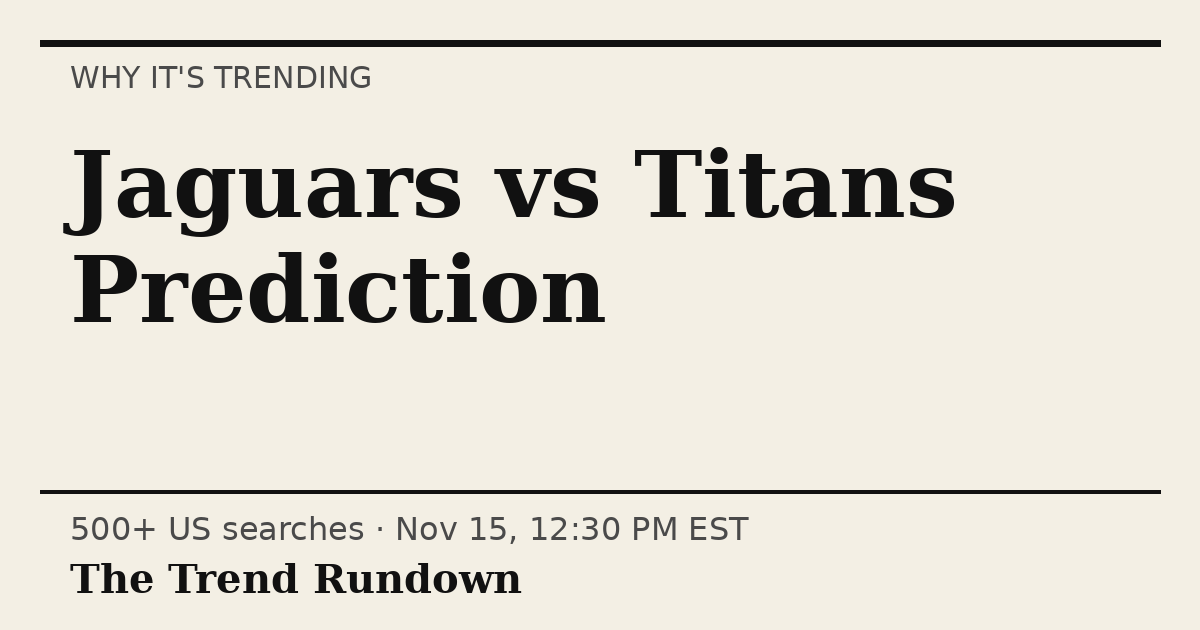 WHY IT'S TRENDING
Jaguars vs Titans
Prediction
500+ US searches · Nov 15, 12:30 PM EST
The Trend Rundown